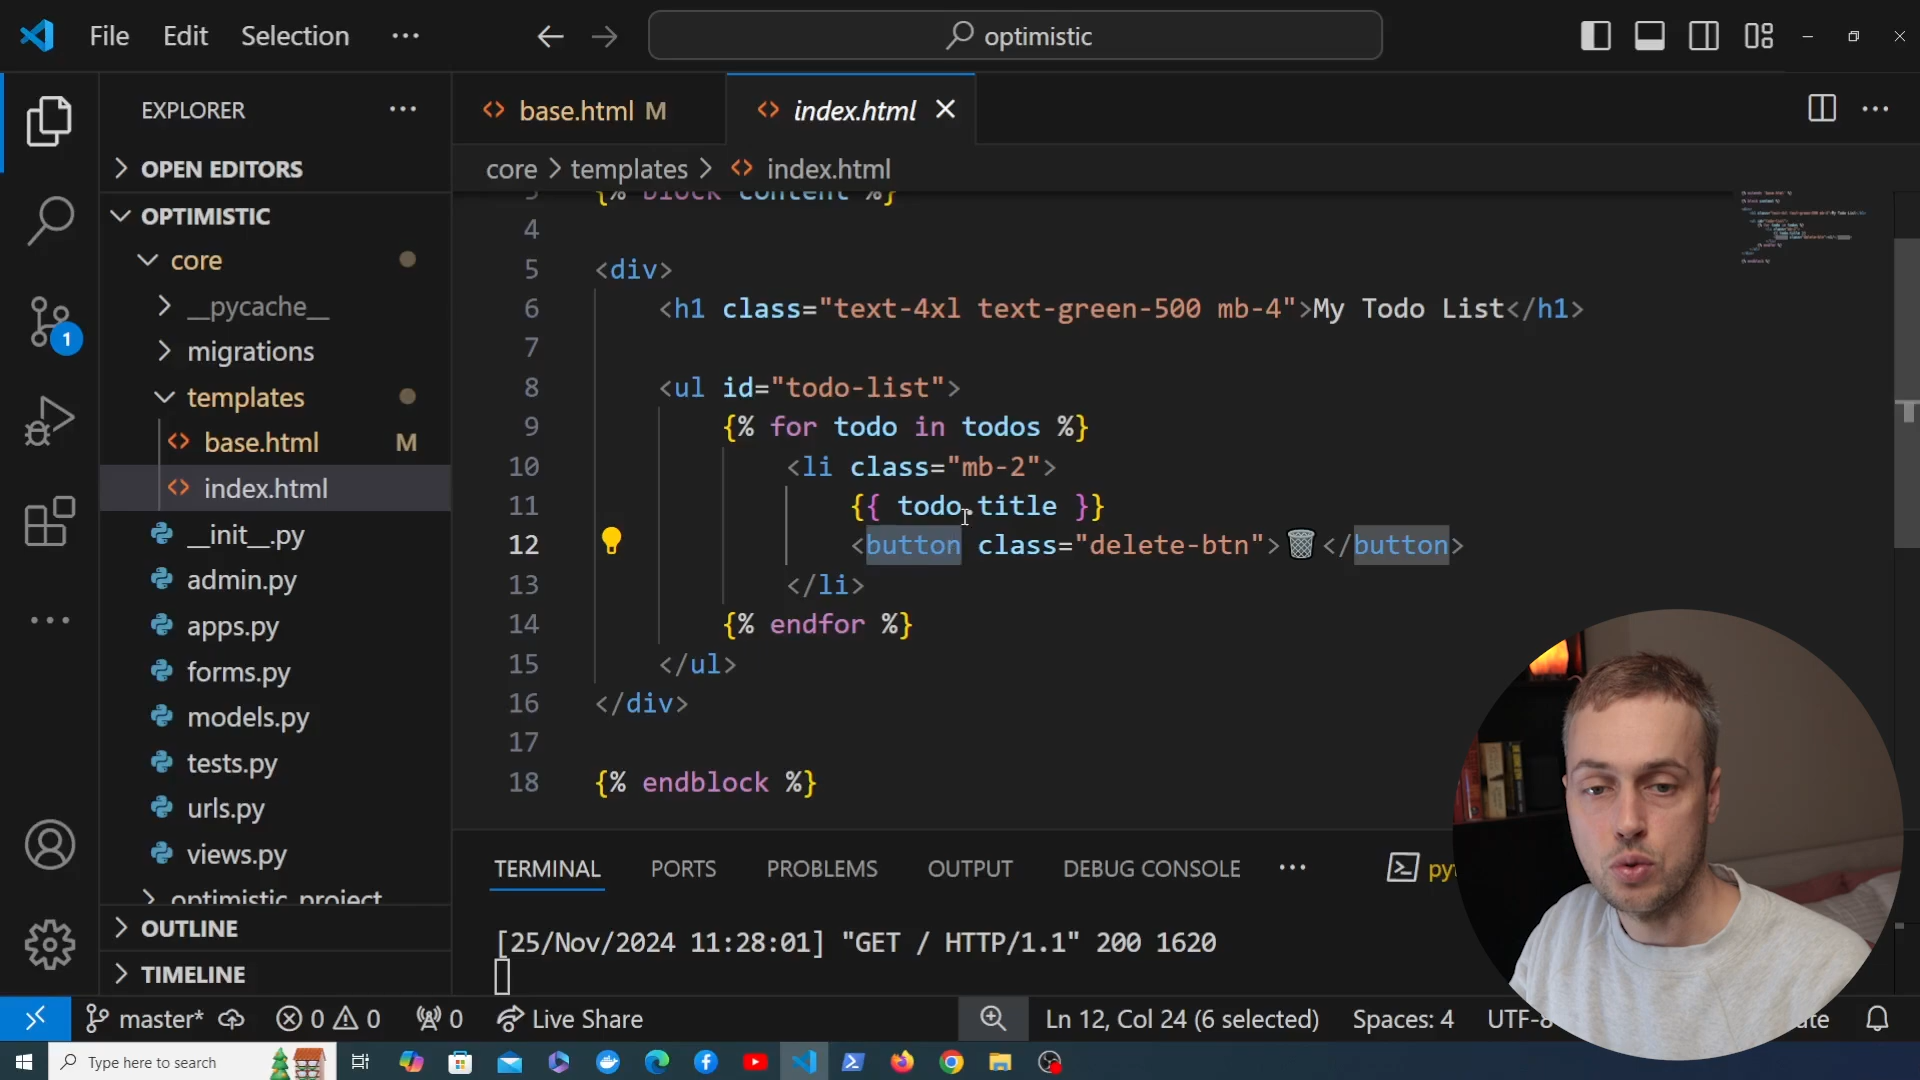 File Edit Selection ···
optimistic
EXPLORER ···
OPEN EDITORS
OPTIMISTIC
core
__pycache__
migrations
templates
base.html M
index.html
__init__.py
admin.py
apps.py
forms.py
models.py
tests.py
urls.py
views.py
optimistic_project
OUTLINE
TIMELINE
1
base.html M
index.html
core > templates > index.html
3 {% block content %}
4
5 <div>
6 <h1 class="text-4xl text-green-500 mb-4">My Todo List</h1>
7
8 <ul id="todo-list">
9 {% for todo in todos %}
10 <li class="mb-2">
11 {{ todo.title }}
12 <button class="delete-btn">🗑️</button>
13 </li>
14 {% endfor %}
15 </ul>
16 </div>
17
18 {% endblock %}
TERMINAL PORTS PROBLEMS OUTPUT DEBUG CONSOLE ···
[25/Nov/2024 11:28:01] "GET / HTTP/1.1" 200 1620
master* 0 0 0 Live Share Ln 12, Col 24 (6 selected) Spaces: 4
Type here to search